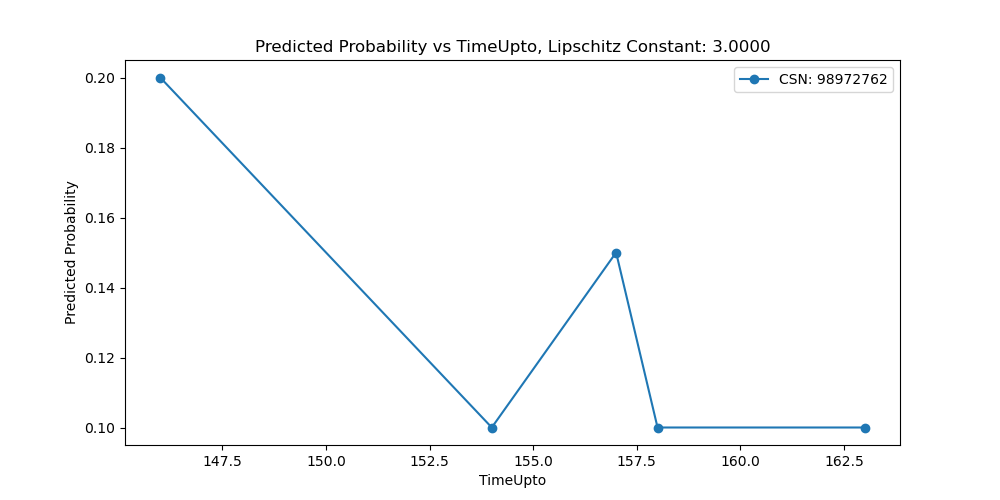 Predicted Probability vs TimeUpto, Lipschitz Constant: 3.0000
CSN: 98972762
Predicted Probability
0.20
0.18
0.16
0.14
0.12
0.10
147.5 150.0 152.5 155.0 157.5 160.0 162.5
TimeUpto